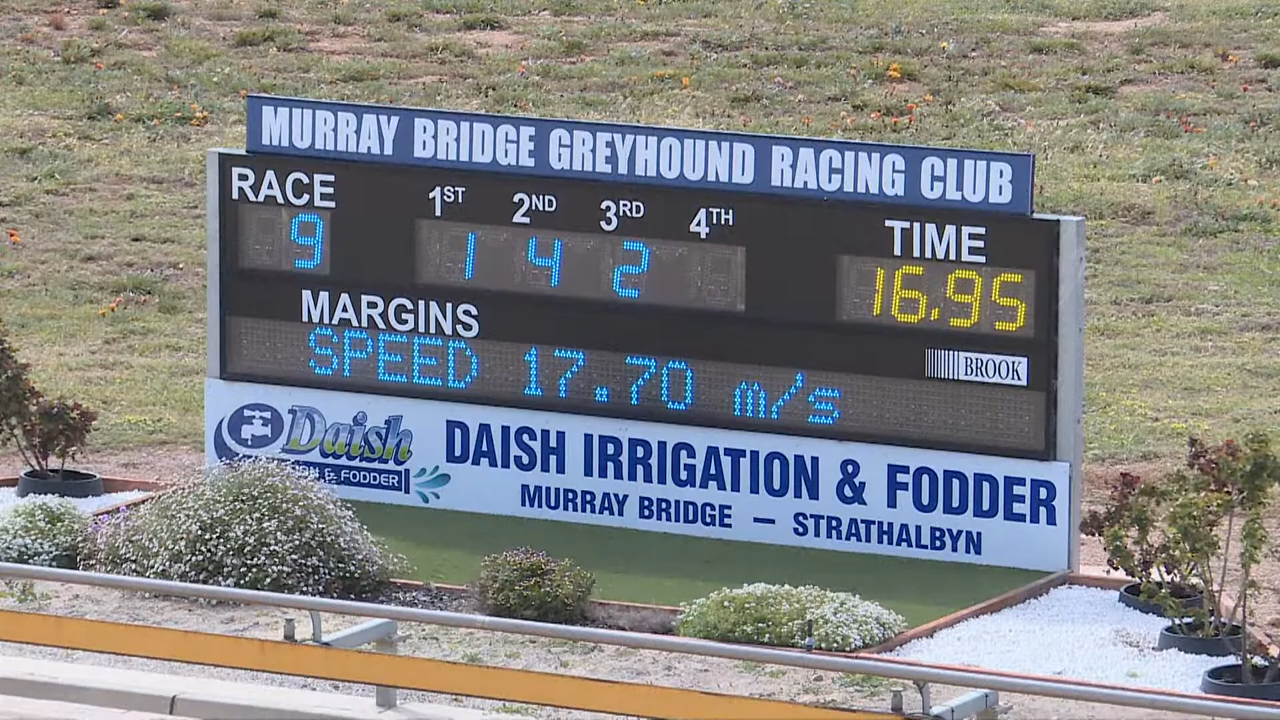 MURRAY BRIDGE GREYHOUND RACING CLUB
RACE 1ST 2ND 3RD 4TH TIME
9 1 4 2 16.95
MARGINS
BROOK
SPEED 17.70 m/s
Daish
& FODDER
DAISH IRRIGATION & FODDER
MURRAY BRIDGE – STRATHALBYN